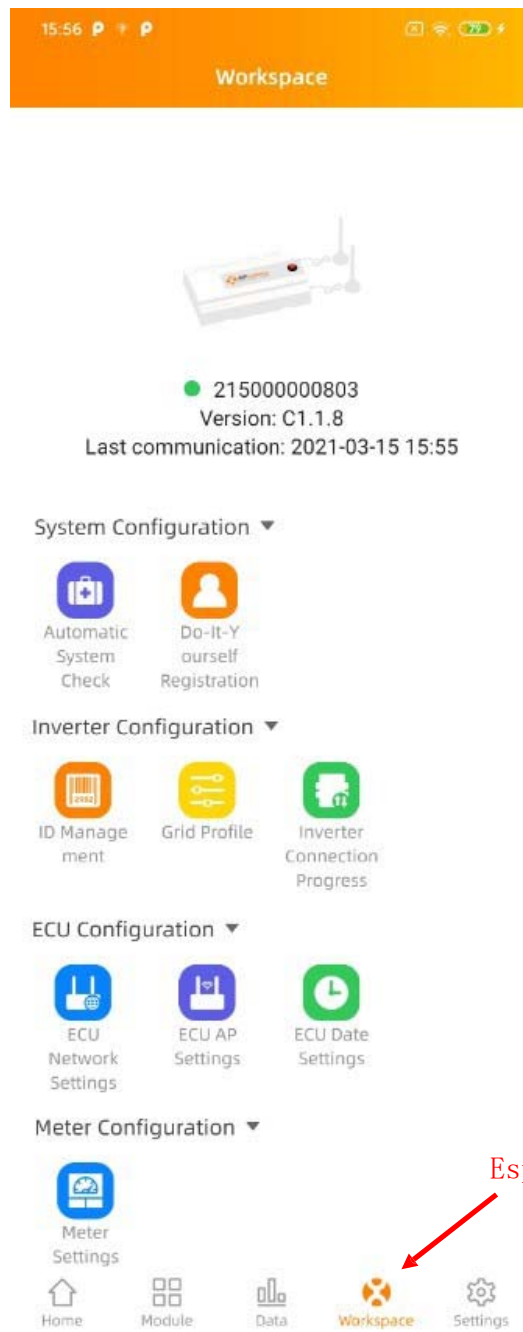 15:56 P P 79
Workspace
215000000803
Version: C1.1.8
Last communication: 2021-03-15 15:55
System Configuration
Automatic
System
Check
Do-It-Y
ourself
Registration
Inverter Configuration
ID Manage
ment
Grid Profile
Inverter
Connection
Progress
ECU Configuration
ECU
Network
Settings
ECU AP
Settings
ECU Date
Settings
Meter Configuration
Meter
Settings
Home
Module
Data
Workspace
Settings